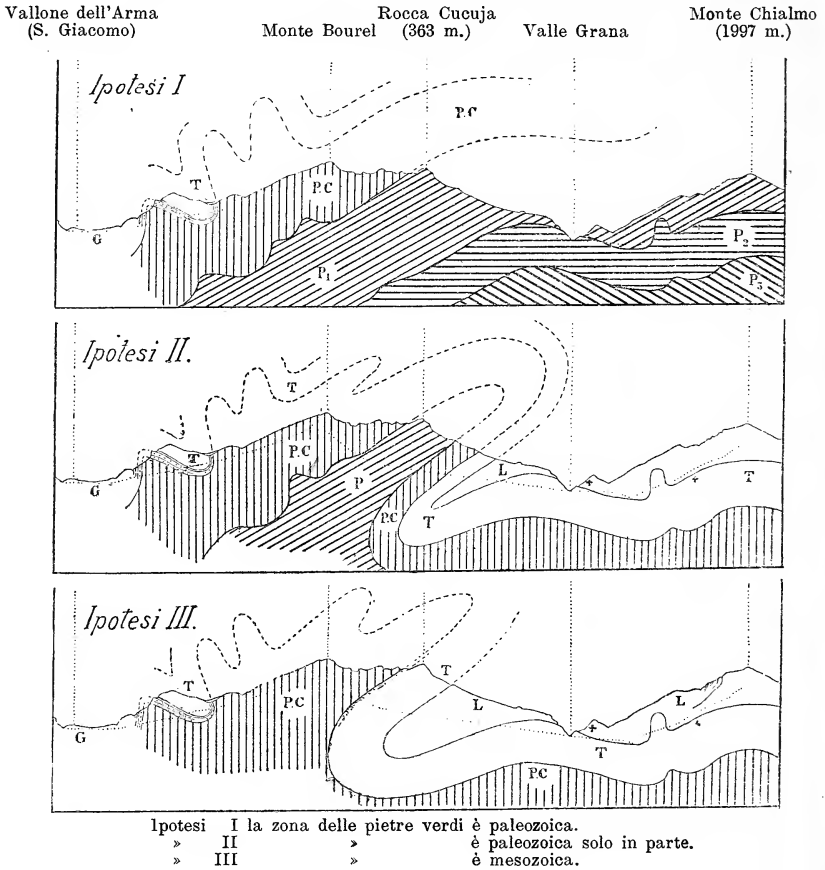 Vallone dell'Arma
(S. Giacomo)
Monte Bourel
Rocca Cucuja
(363 m.)
Valle Grana
Monte Chialmo
(1997 m.)
Ipotesi I
P.C
T
P.C
G
P₁
P₂
P₃
Ipotesi II.
T
T
P.C
G
P
L
P.C
T
+
+
T
Ipotesi III.
T
T
P.C
G
L
L
+
+
T
P.C
Ipotesi I la zona delle pietre verdi è paleozoica.
» II » è paleozoica solo in parte.
» III » è mesozoica.